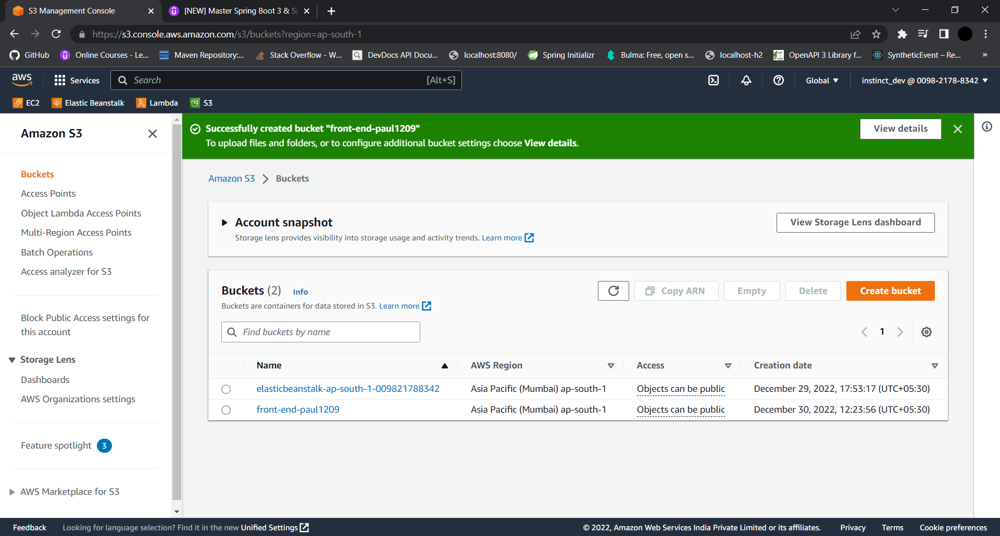 S3 Management Console
[NEW] Master Spring Boot 3 & Sp
https://s3.console.aws.amazon.com/s3/buckets?region=ap-south-1
GitHub Online Courses - Le... Maven Repository:... Stack Overflow - W... DevDocs API Docu... localhost:8080/ Spring Initializr Bulma: Free, open s... localhost-h2 OpenAPI 3 Library f... SyntheticEvent – Re... »
aws Services Search [Alt+S] Global instinct_dev @ 0098-2178-8342
EC2 Elastic Beanstalk Lambda S3
Amazon S3
Buckets
Access Points
Object Lambda Access Points
Multi-Region Access Points
Batch Operations
Access analyzer for S3
Block Public Access settings for
this account
Storage Lens
Dashboards
AWS Organizations settings
Feature spotlight 3
AWS Marketplace for S3
Successfully created bucket "front-end-paul1209"
To upload files and folders, or to configure additional bucket settings choose View details.
View details
Amazon S3 Buckets
Account snapshot
Storage lens provides visibility into storage usage and activity trends. Learn more
View Storage Lens dashboard
Buckets (2) Info
Buckets are containers for data stored in S3. Learn more
Copy ARN Empty Delete Create bucket
Find buckets by name
1
Name AWS Region Access Creation date
elasticbeanstalk-ap-south-1-009821788342 Asia Pacific (Mumbai) ap-south-1 Objects can be public December 29, 2022, 17:53:17 (UTC+05:30)
front-end-paul1209 Asia Pacific (Mumbai) ap-south-1 Objects can be public December 30, 2022, 12:23:56 (UTC+05:30)
Feedback Looking for language selection? Find it in the new Unified Settings © 2022, Amazon Web Services India Private Limited or its affiliates. Privacy Terms Cookie preferences